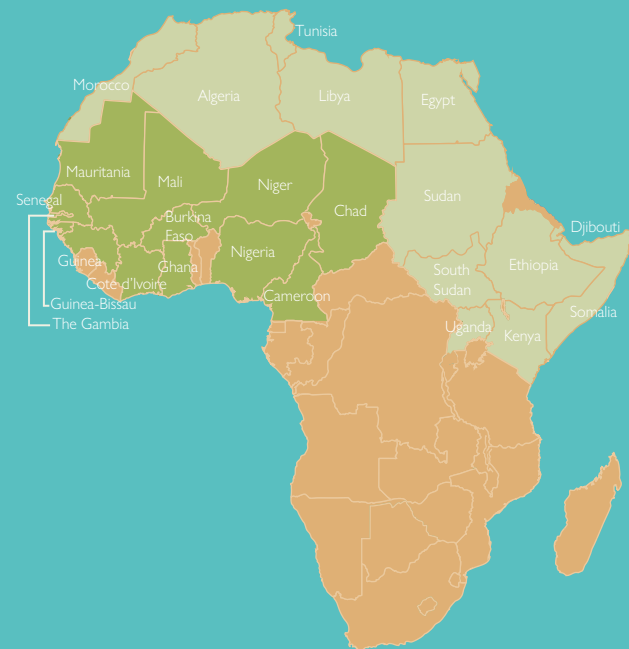 Tunisia
Morocco
Algeria
Libya
Egypt
Mauritania
Mali
Niger
Senegal
Chad
Sudan
Burkina
Faso
Djibouti
Nigeria
Guinea
Ghana
Ethiopia
South
Sudan
Cote d'Ivoire
Cameroon
Guinea-Bissau
Somalia
The Gambia
Uganda
Kenya